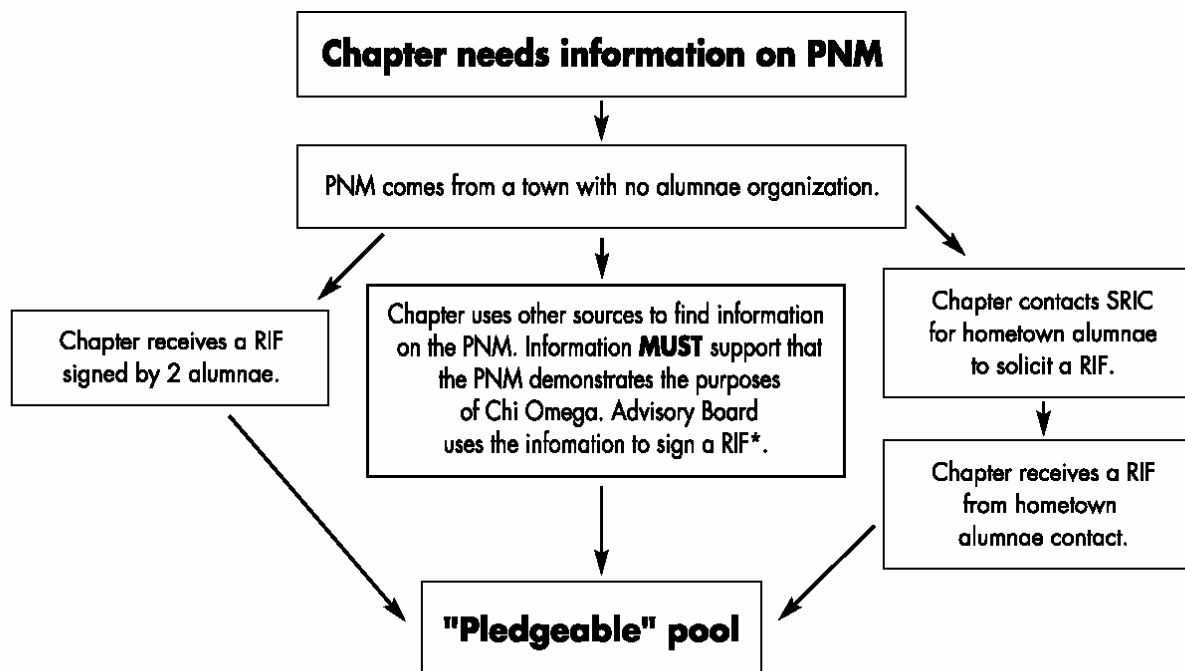 Chapter needs information on PNM
PNM comes from a town with no alumnae organization.
Chapter receives a RIF
signed by 2 alumnae.
Chapter uses other sources to find information
on the PNM. Information MUST support that
the PNM demonstrates the purposes
of Chi Omega. Advisory Board
uses the infomation to sign a RIF*.
Chapter contacts SRIC
for hometown alumnae
to solicit a RIF.
Chapter receives a RIF
from hometown
alumnae contact.
"Pledgeable" pool